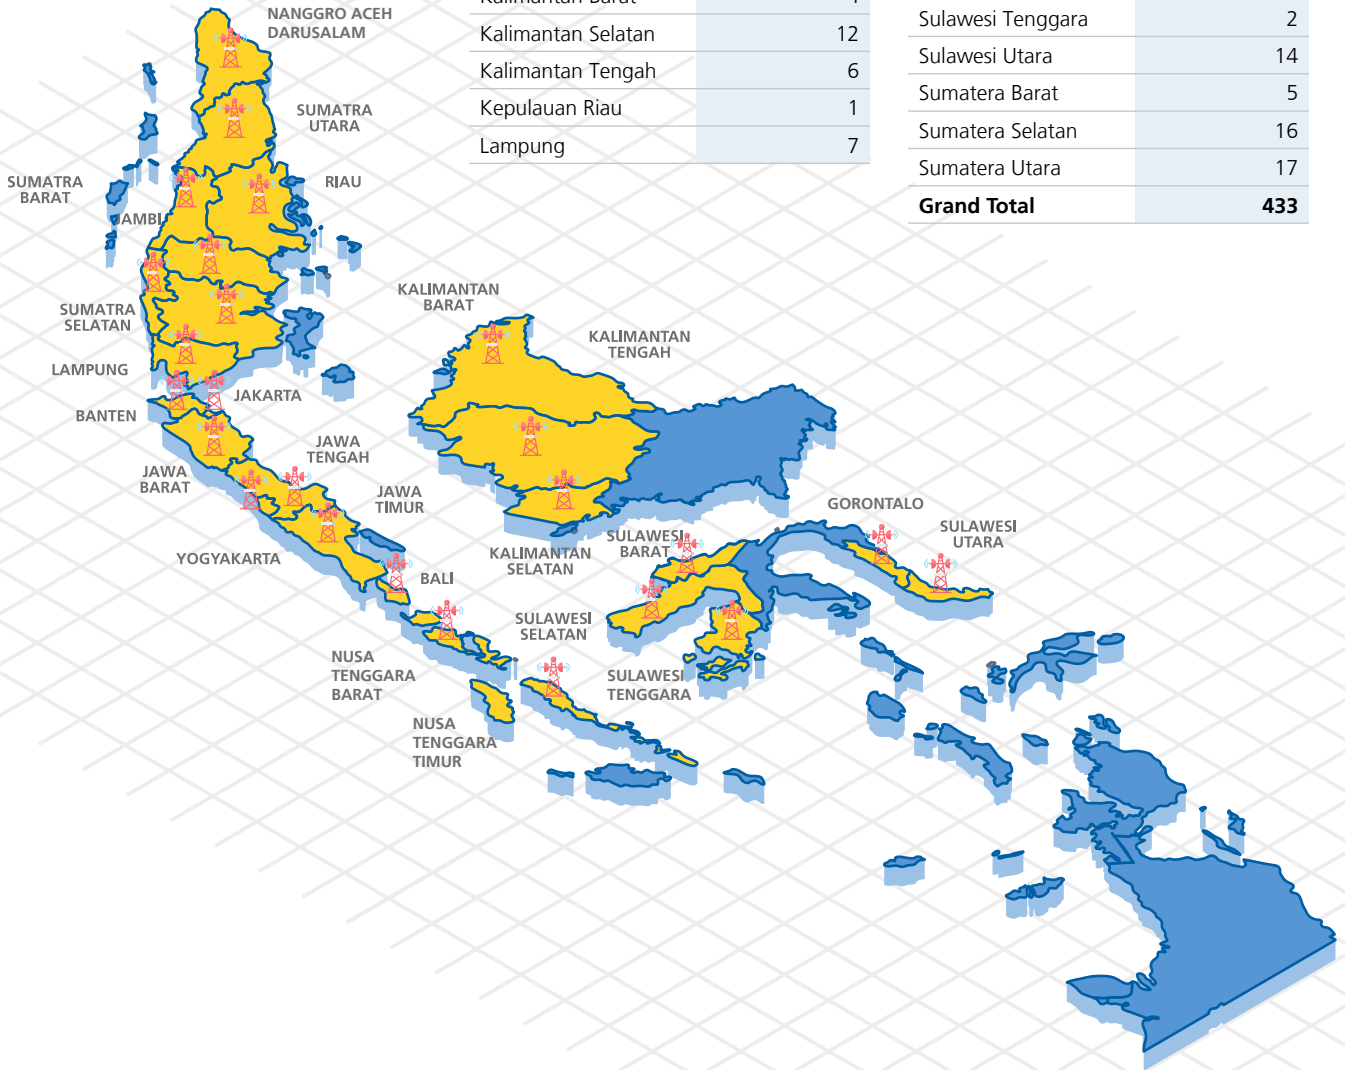 Kalimantan Selatan 12
Kalimantan Tengah 6
Kepulauan Riau 1
Lampung 7
Sulawesi Tenggara 2
Sulawesi Utara 14
Sumatera Barat 5
Sumatera Selatan 16
Sumatera Utara 17
Grand Total 433
NANGGRO ACEH
DARUSALAM
SUMATRA
UTARA
SUMATRA
BARAT
RIAU
JAMBI
SUMATRA
SELATAN
LAMPUNG
JAKARTA
BANTEN
JAWA
TENGAH
JAWA
BARAT
JAWA
TIMUR
YOGYAKARTA
BALI
KALIMANTAN
BARAT
KALIMANTAN
TENGAH
KALIMANTAN
SELATAN
SULAWESI
BARAT
GORONTALO
SULAWESI
UTARA
SULAWESI
SELATAN
SULAWESI
TENGGARA
NUSA
TENGGARA
BARAT
NUSA
TENGGARA
TIMUR